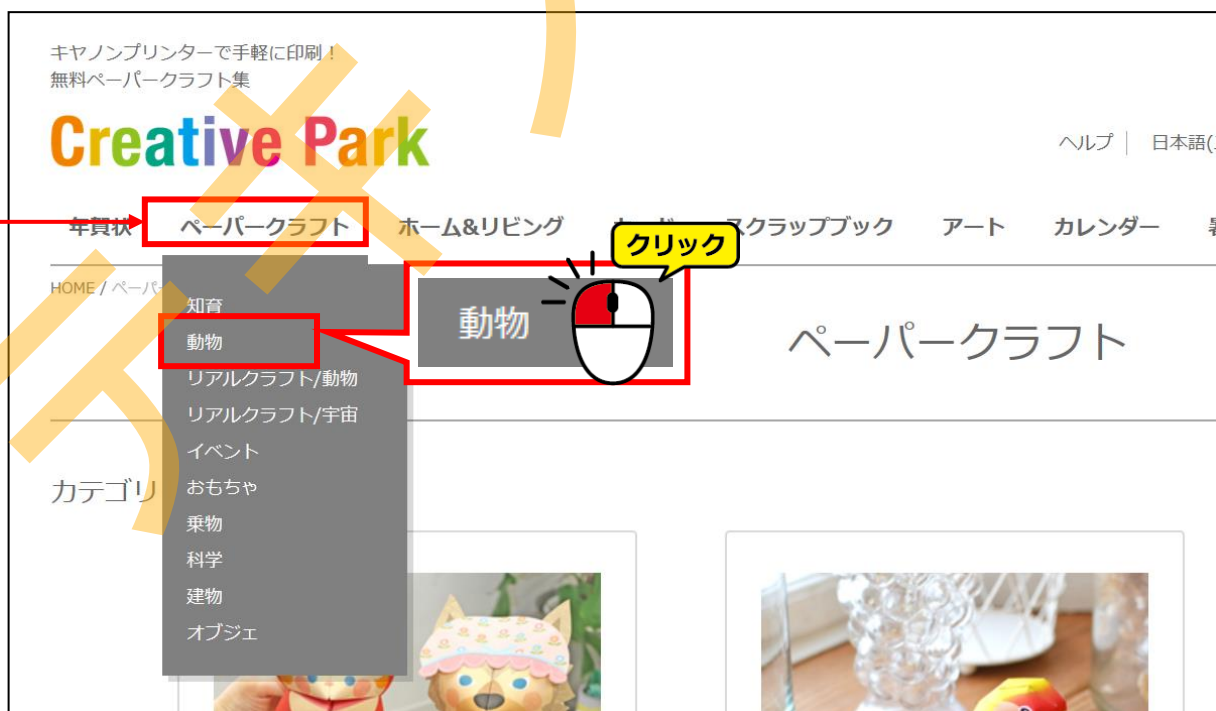 キヤノンプリンターで手軽に印刷！
無料ペーパークラフト集
Creative Park
ヘルプ
日本語(
年賀状
ペーパークラフト
ホーム&リビング
スクラップブック
アート
カレンダー
クリック
HOME / ペーパー
知育
動物
リアルクラフト/動物
リアルクラフト/宇宙
イベント
おもちゃ
乗物
科学
建物
オブジェ
動物
ペーパークラフト
カテゴリ